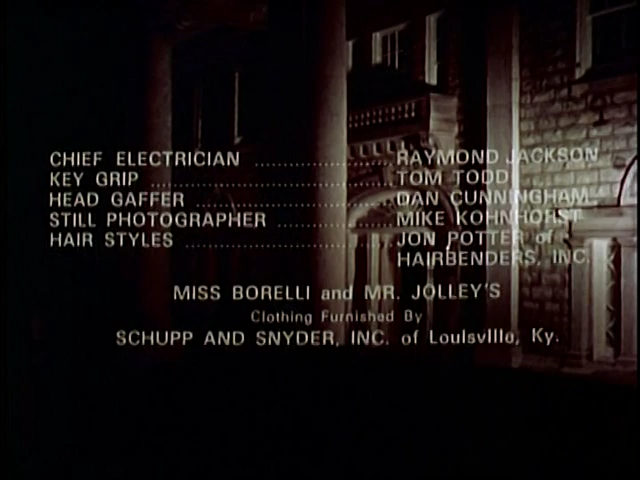 CHIEF ELECTRICIAN ................... RAYMOND JACKSON
KEY GRIP ................................. TOM TODD
HEAD GAFFER ........................... DAN CUNNINGHAM
STILL PHOTOGRAPHER ................ MIKE KOHNHORST
HAIR STYLES ............................. JON POTTER of
HAIRBENDERS, INC.
MISS BORELLI and MR. JOLLEY'S
Clothing Furnished By
SCHUPP AND SNYDER, INC. of Louisville, Ky.